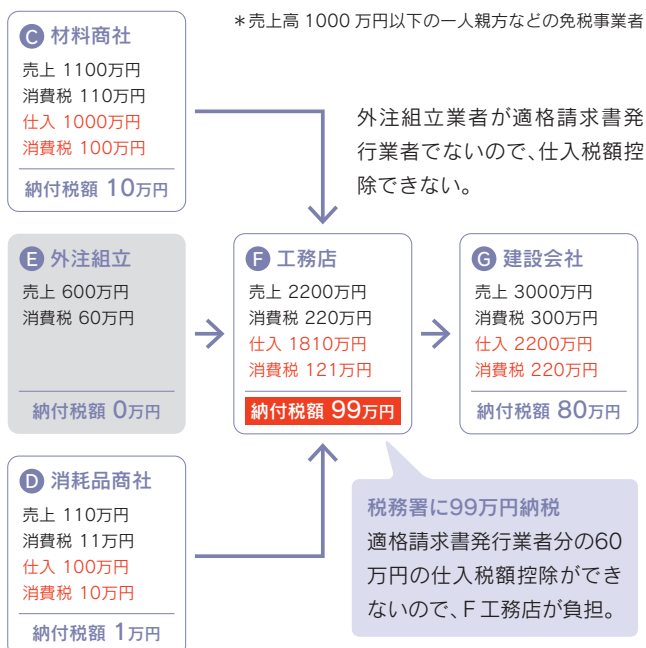 ＊売上高 1000 万円以下の一人親方などの免税事業者
C 材料商社
売上 1100万円
消費税 110万円
仕入 1000万円
消費税 100万円
納付税額 10万円
外注組立業者が適格請求書発
行業者でないので、仕入税額控
除できない。
E 外注組立
売上 600万円
消費税 60万円
納付税額 0万円
F 工務店
売上 2200万円
消費税 220万円
仕入 1810万円
消費税 121万円
納付税額 99万円
G 建設会社
売上 3000万円
消費税 300万円
仕入 2200万円
消費税 220万円
納付税額 80万円
D 消耗品商社
売上 110万円
消費税 11万円
仕入 100万円
消費税 10万円
納付税額 1万円
税務署に99万円納税
適格請求書発行業者分の60
万円の仕入税額控除ができ
ないので、F 工務店が負担。